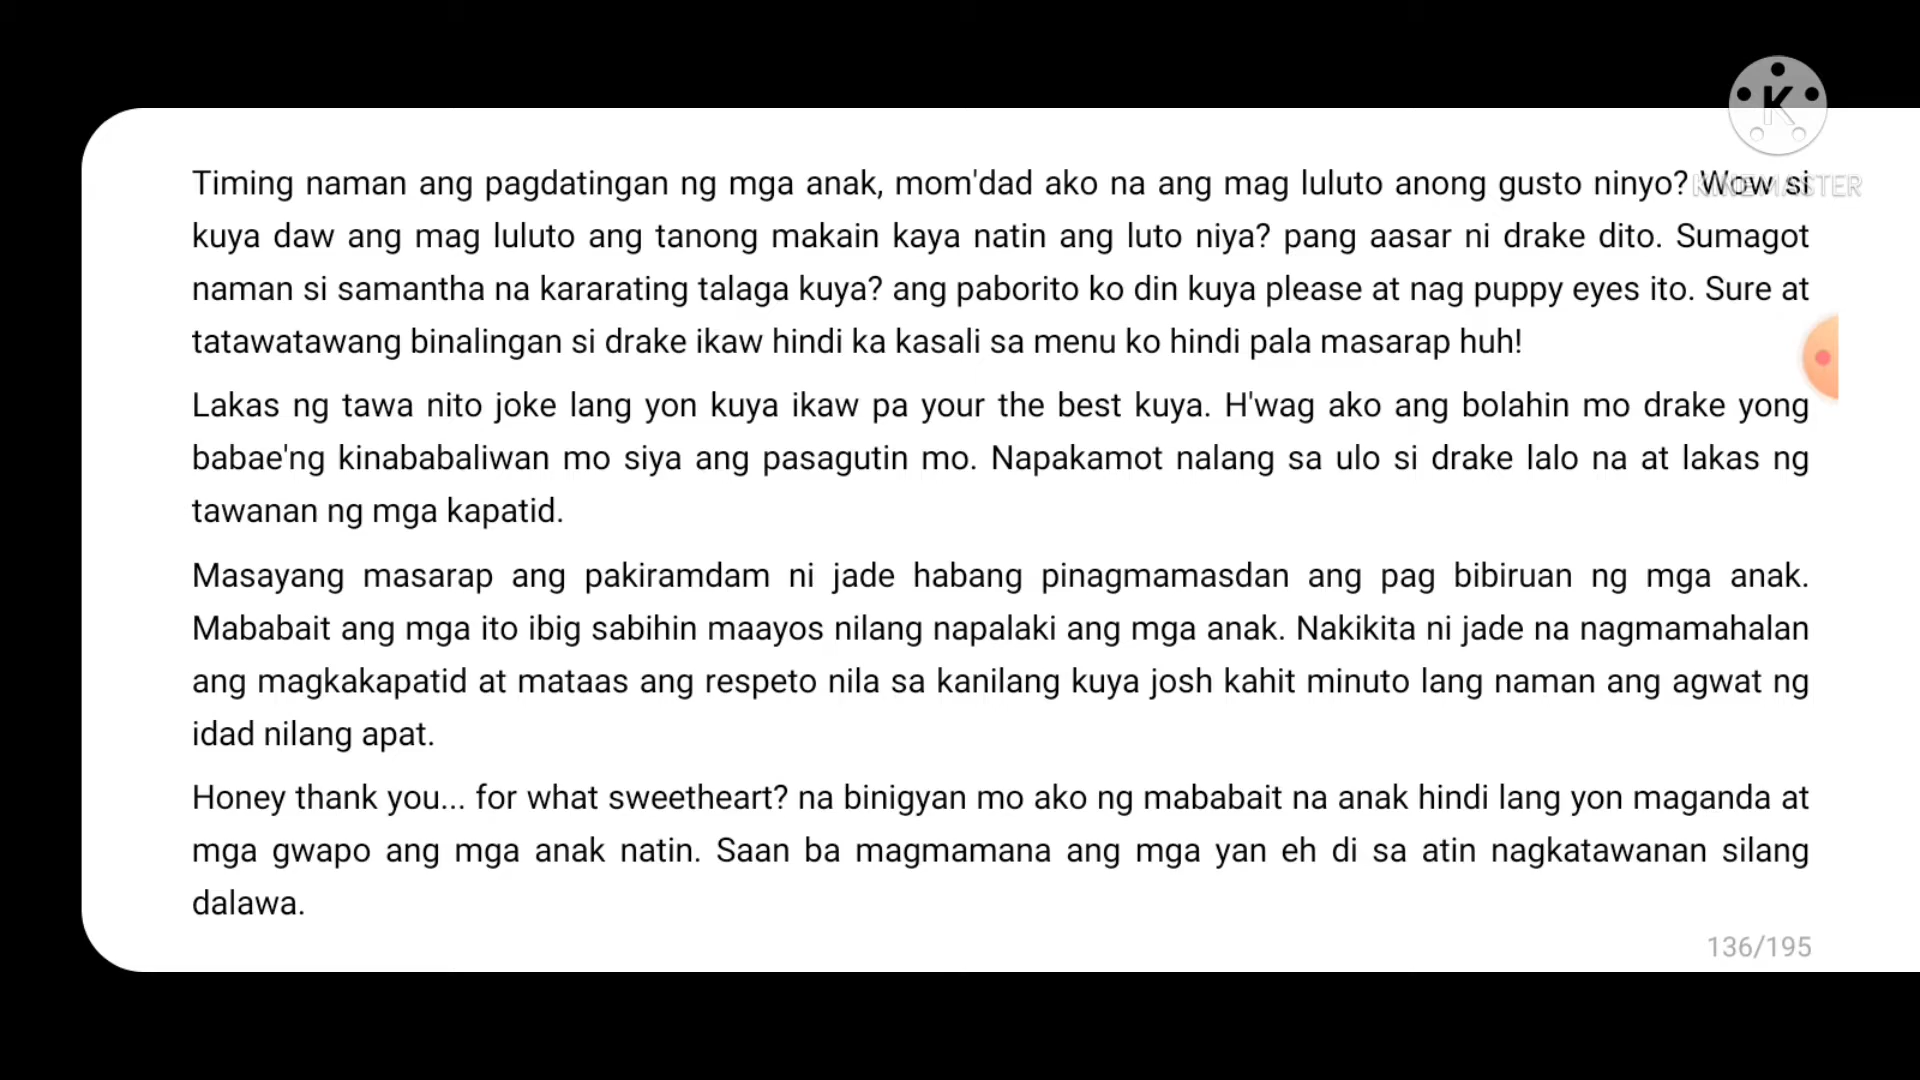 Timing naman ang pagdatingan ng mga anak, mom'dad ako na ang mag luluto anong gusto ninyo? Wow si
kuya daw ang mag luluto ang tanong makain kaya natin ang luto niya? pang aasar ni drake dito. Sumagot
naman si samantha na kararating talaga kuya? ang paborito ko din kuya please at nag puppy eyes ito. Sure at
tatawatawang binalingan si drake ikaw hindi ka kasali sa menu ko hindi pala masarap huh!
Lakas ng tawa nito joke lang yon kuya ikaw pa your the best kuya. H'wag ako ang bolahin mo drake yong
babae'ng kinababaliwan mo siya ang pasagutin mo. Napakamot nalang sa ulo si drake lalo na at lakas ng
tawanan ng mga kapatid.
Masayang masarap ang pakiramdam ni jade habang pinagmamasdan ang pag bibiruan ng mga anak.
Mababait ang mga ito ibig sabihin maayos nilang napalaki ang mga anak. Nakikita ni jade na nagmamahalan
ang magkakapatid at mataas ang respeto nila sa kanilang kuya josh kahit minuto lang naman ang agwat ng
idad nilang apat.
Honey thank you... for what sweetheart? na binigyan mo ako ng mababait na anak hindi lang yon maganda at
mga gwapo ang mga anak natin. Saan ba magmamana ang mga yan eh di sa atin nagkatawanan silang
dalawa.
136/195
K
KINEMASTER